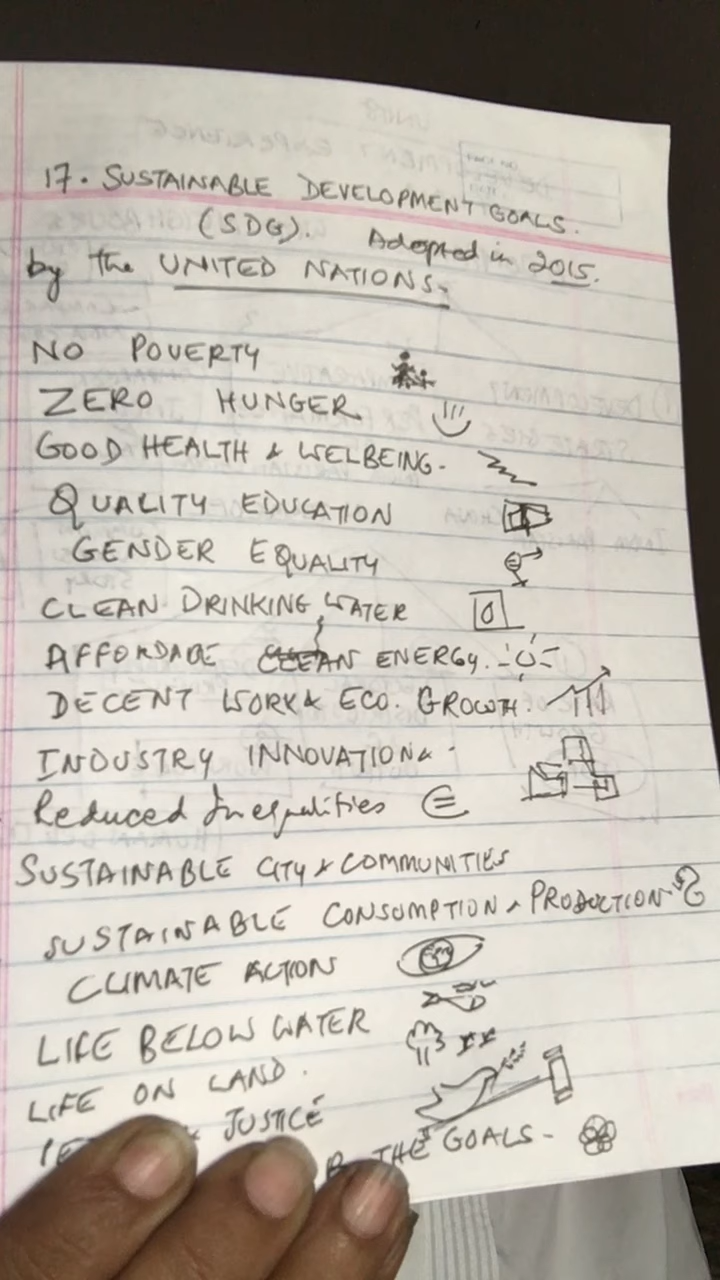 17. SUSTAINABLE DEVELOPMENT GOALS.
(SDG). Adopted in 2015.
by the UNITED NATIONS.
NO POVERTY
ZERO HUNGER
GOOD HEALTH & WELBEING.
QUALITY EDUCATION
GENDER EQUALITY
CLEAN DRINKING WATER
AFFORDABE CLEAN ENERGY.
DECENT WORK & ECO. GROWTH.
INDUSTRY INNOVATION &
Reduced Inequalities
SUSTAINABLE CITY & COMMUNITIES
SUSTAINABLE CONSUMPTION & PRODUCTION.
CLIMATE ACTION
LIFE BELOW WATER
LIFE ON LAND.
JUSTICE
THE GOALS -